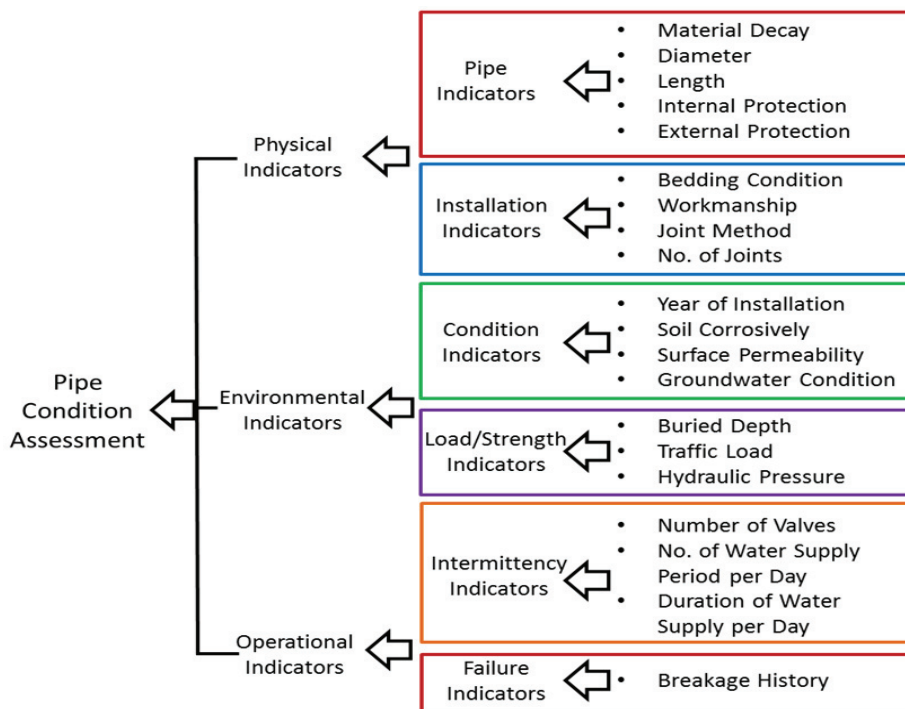 Pipe
Condition
Assessment
Physical
Indicators
Pipe
Indicators
• Material Decay
• Diameter
• Length
• Internal Protection
• External Protection
Installation
Indicators
• Bedding Condition
• Workmanship
• Joint Method
• No. of Joints
Environmental
Indicators
Condition
Indicators
• Year of Installation
• Soil Corrosively
• Surface Permeability
• Groundwater Condition
Load/Strength
Indicators
• Buried Depth
• Traffic Load
• Hydraulic Pressure
Operational
Indicators
Intermittency
Indicators
• Number of Valves
• No. of Water Supply
Period per Day
• Duration of Water
Supply per Day
Failure
Indicators
• Breakage History